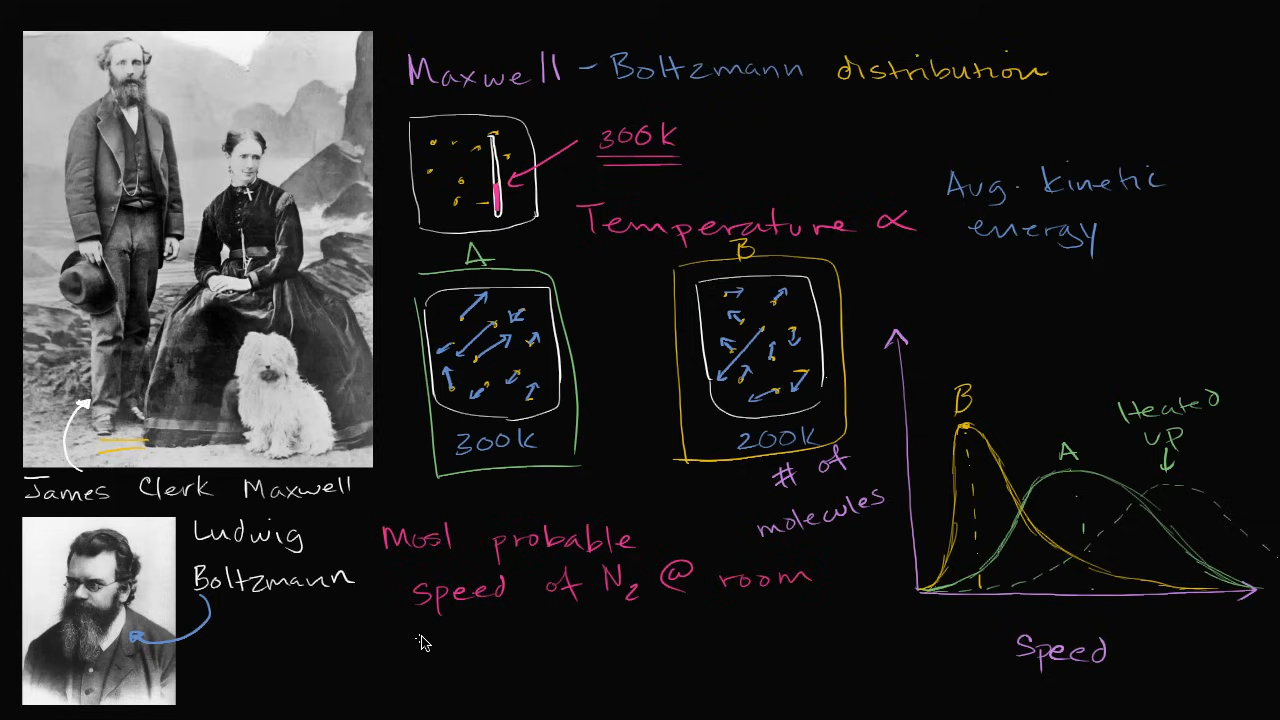 Maxwell - Boltzmann distribution
300K
Temperature ∝ Avg. kinetic
energy
A
B
300K
200K
# of
molecules
B
A
Heated
up
Speed
James Clerk Maxwell
Ludwig
Boltzmann
Most probable
speed of N₂ @ room